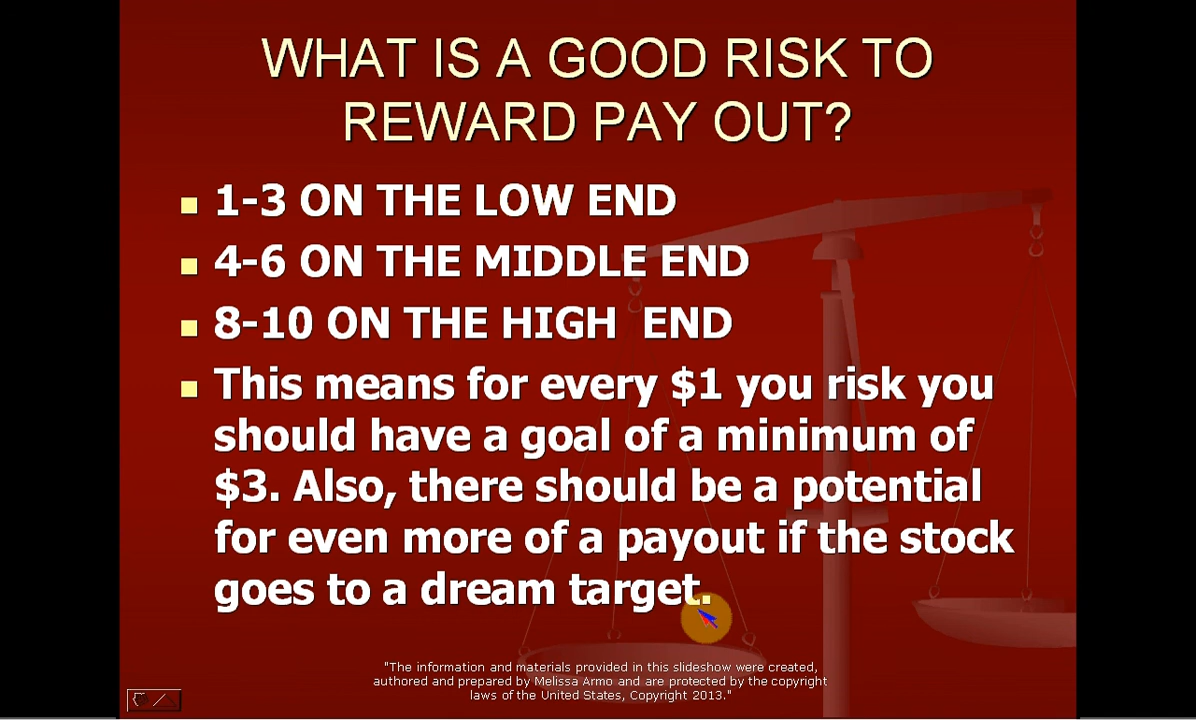 WHAT IS A GOOD RISK TO
REWARD PAY OUT?
1-3 ON THE LOW END
4-6 ON THE MIDDLE END
8-10 ON THE HIGH  END
This means for every $1 you risk you
should have a goal of a minimum of
$3. Also, there should be a potential
for even more of a payout if the stock
goes to a dream target.
"The information and materials provided in this slideshow were created,
authored and prepared by Melissa Armo and are protected by the copyright
laws of the United States, Copyright 2013."